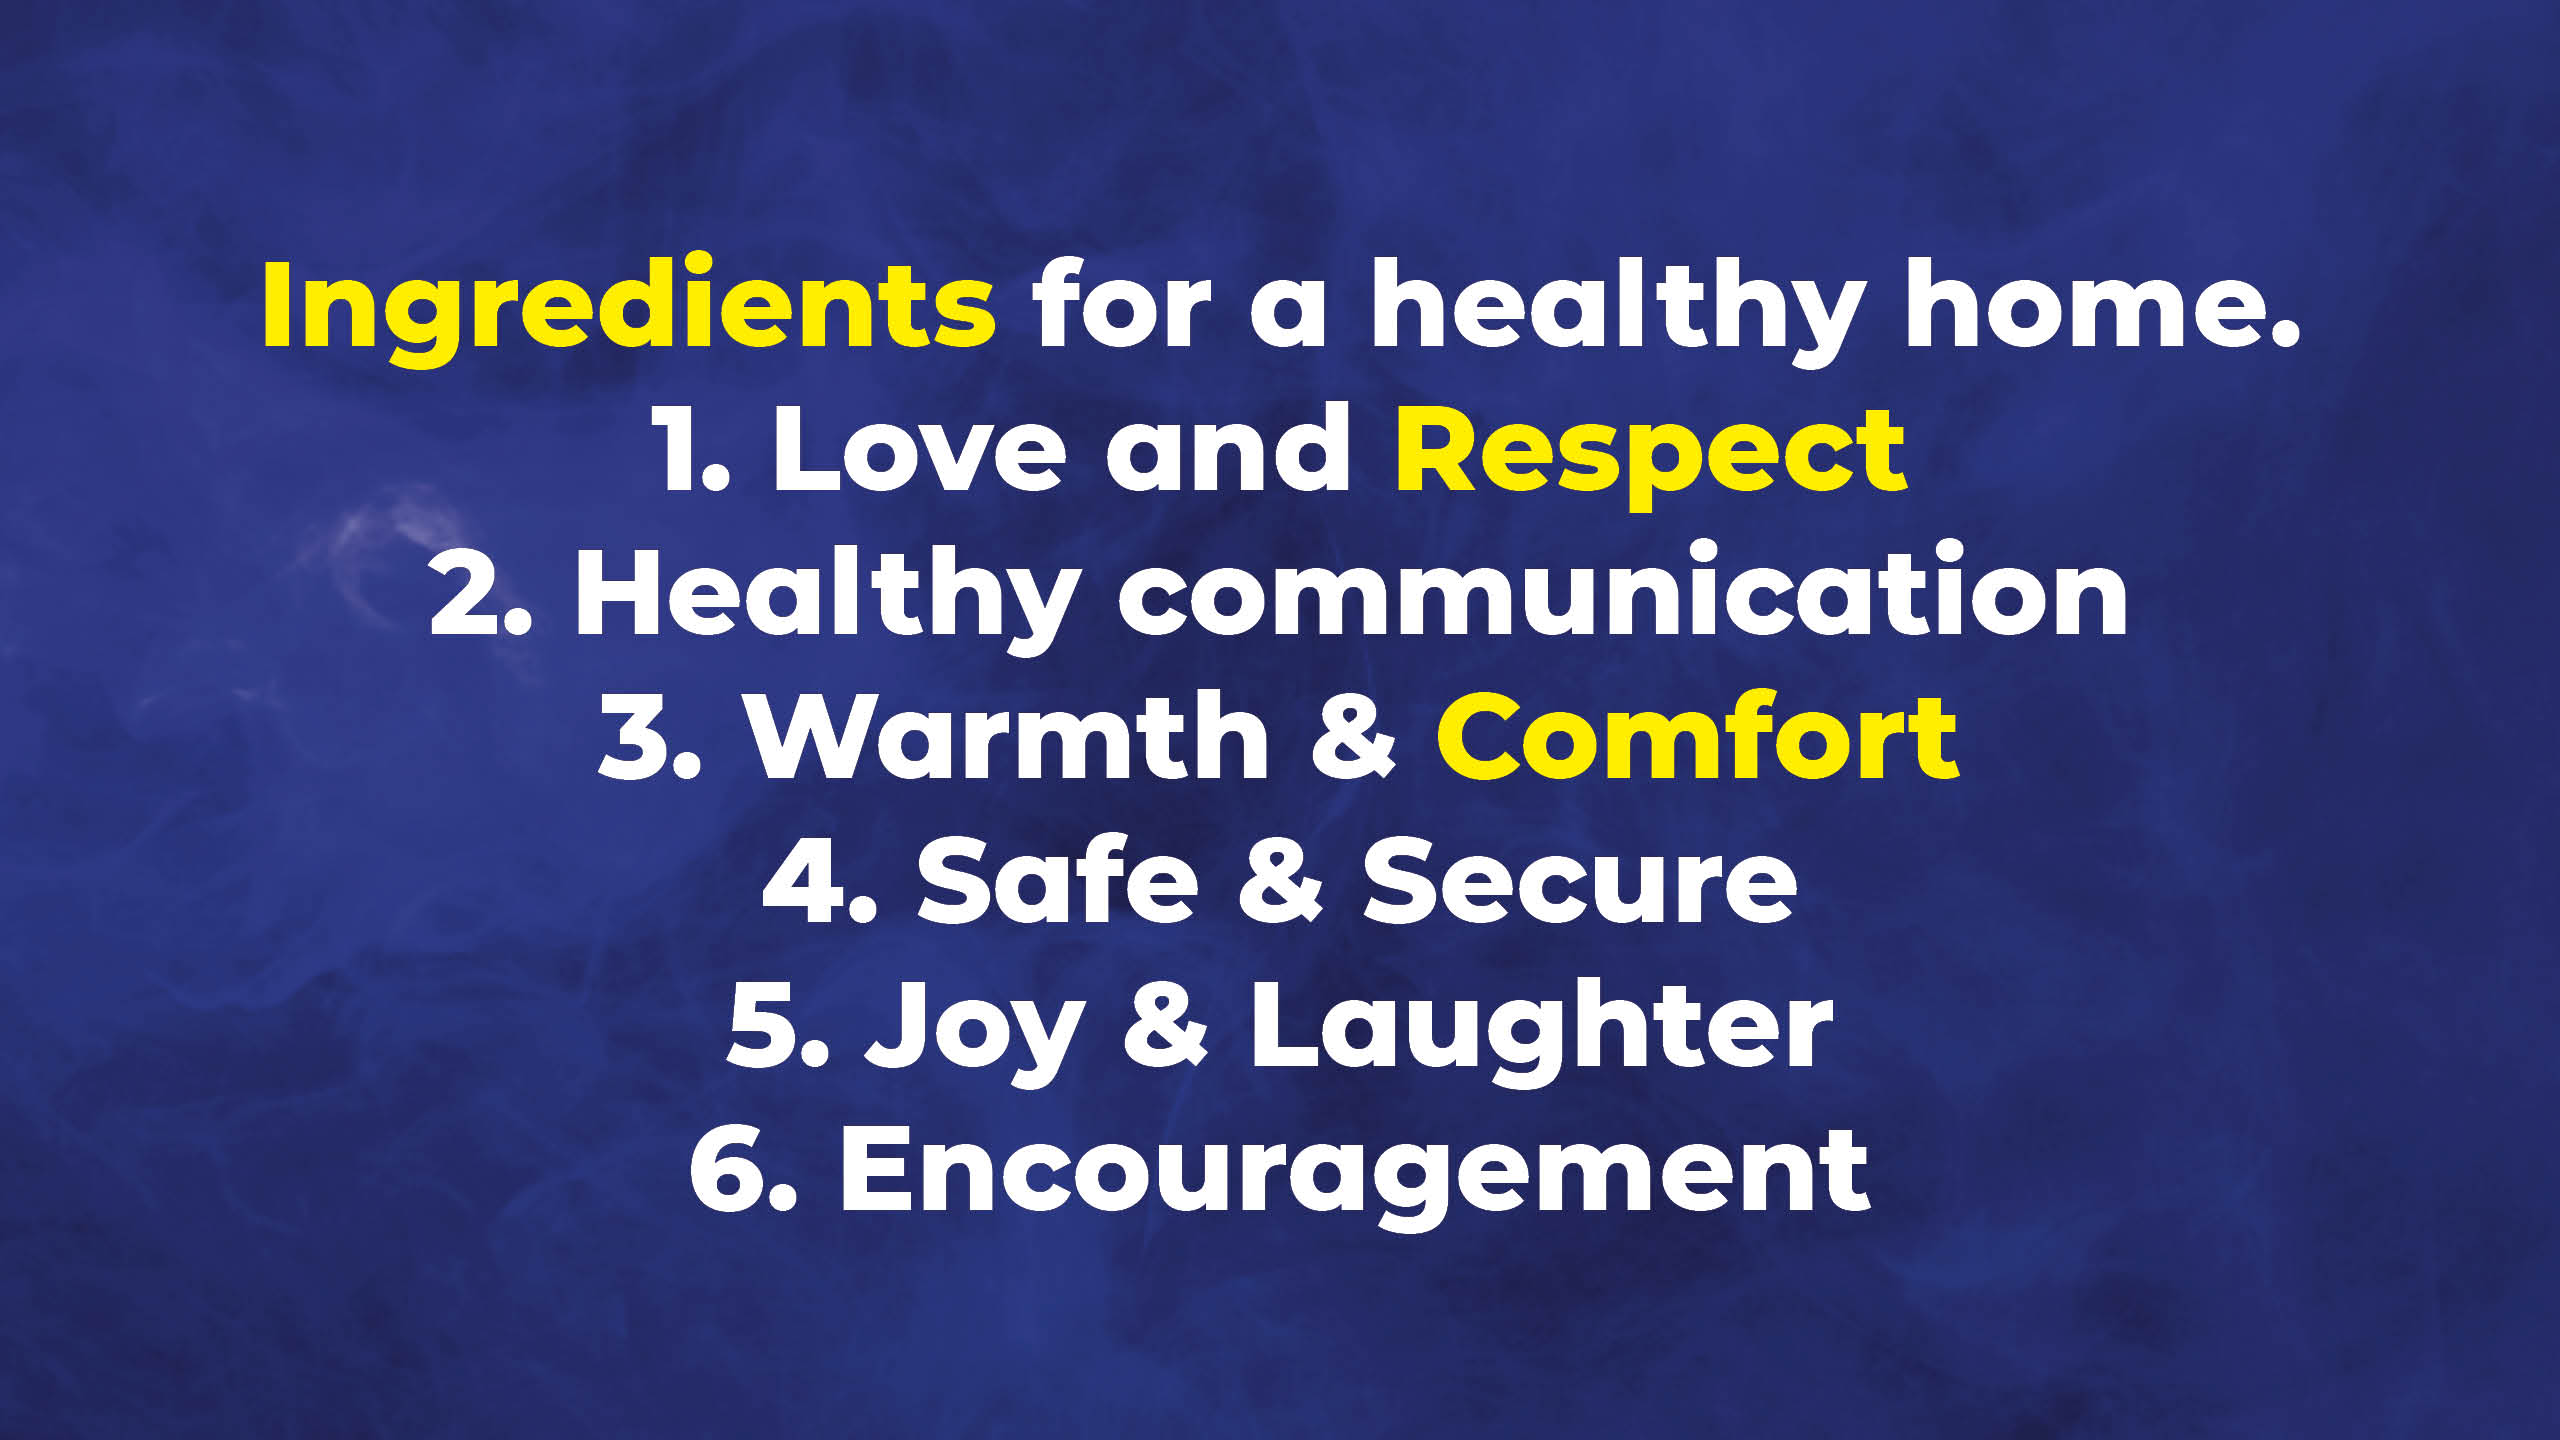 Ingredients for a healthy home.
1. Love and Respect
2. Healthy communication
3. Warmth & Comfort
4. Safe & Secure
5. Joy & Laughter
6. Encouragement